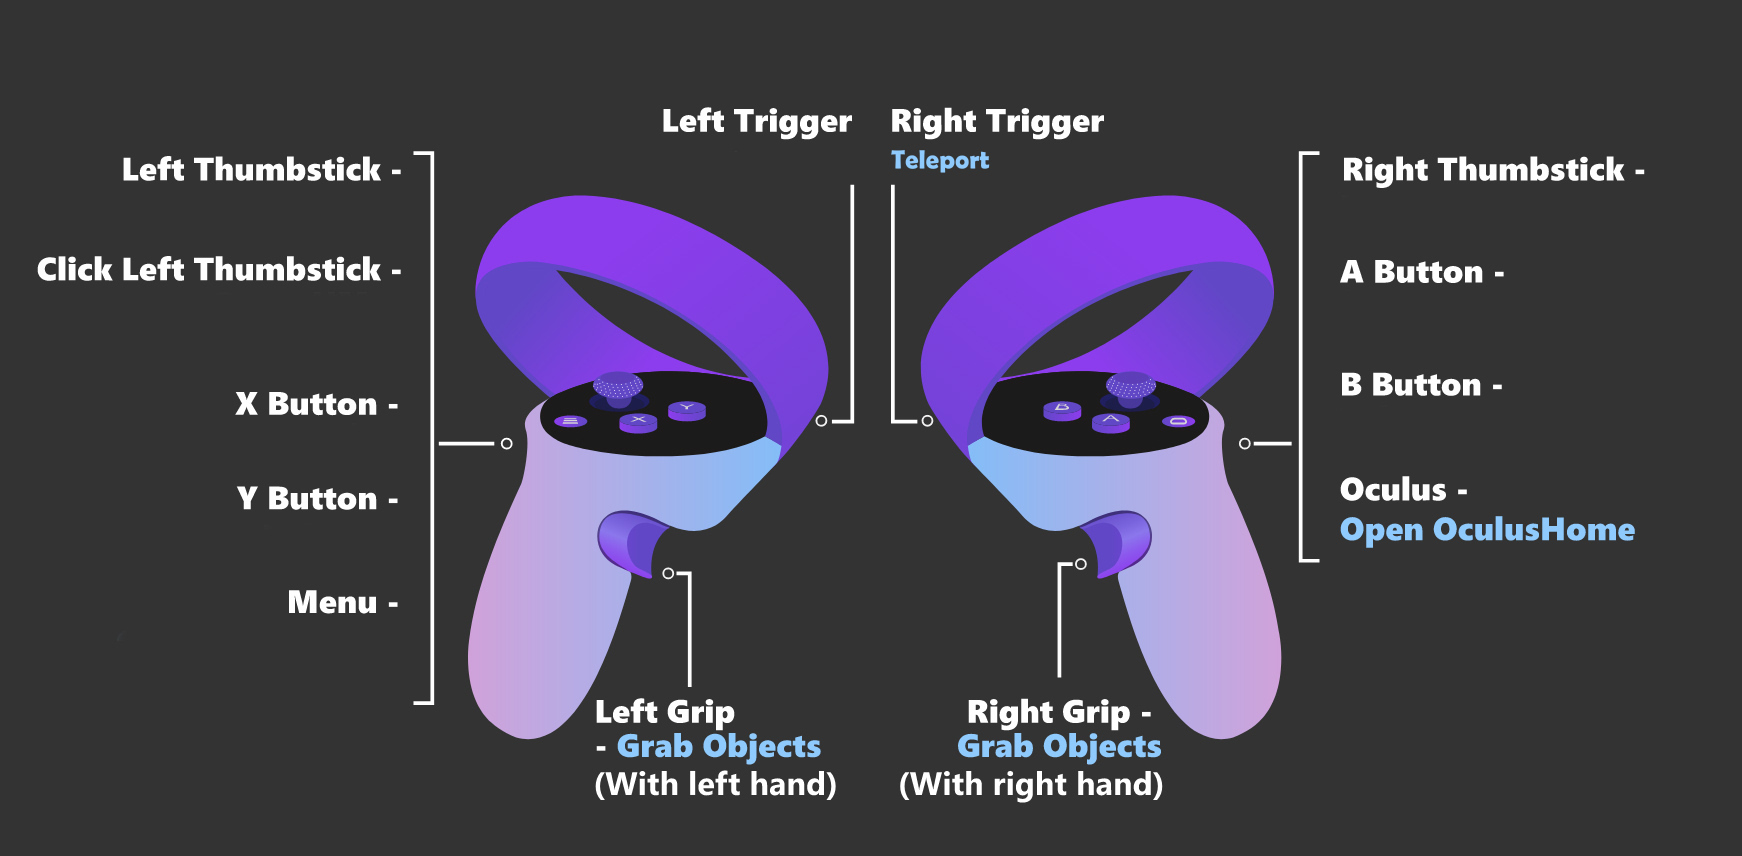 Left Trigger
Right Trigger
Teleport
Left Thumbstick -
Click Left Thumbstick -
X Button -
Y Button -
Menu -
Right Thumbstick -
A Button -
B Button -
Oculus -
Open OculusHome
Y
X
B
A
Left Grip
- Grab Objects
(With left hand)
Right Grip -
Grab Objects
(With right hand)